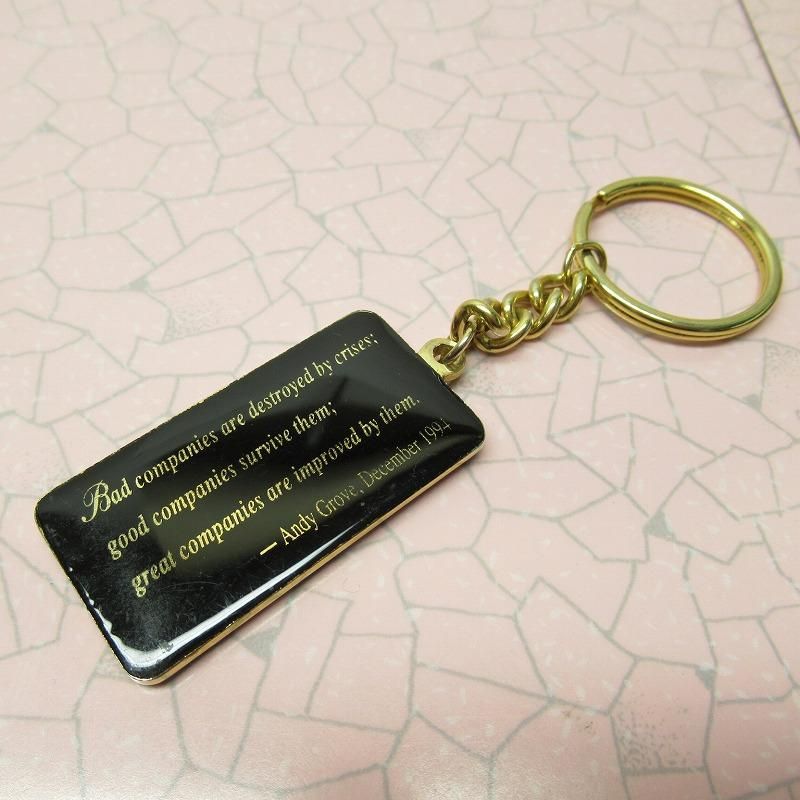 Bad companies are destroyed by crises;
good companies survive them;
great companies are improved by them.
— Andy Grove, December 1994